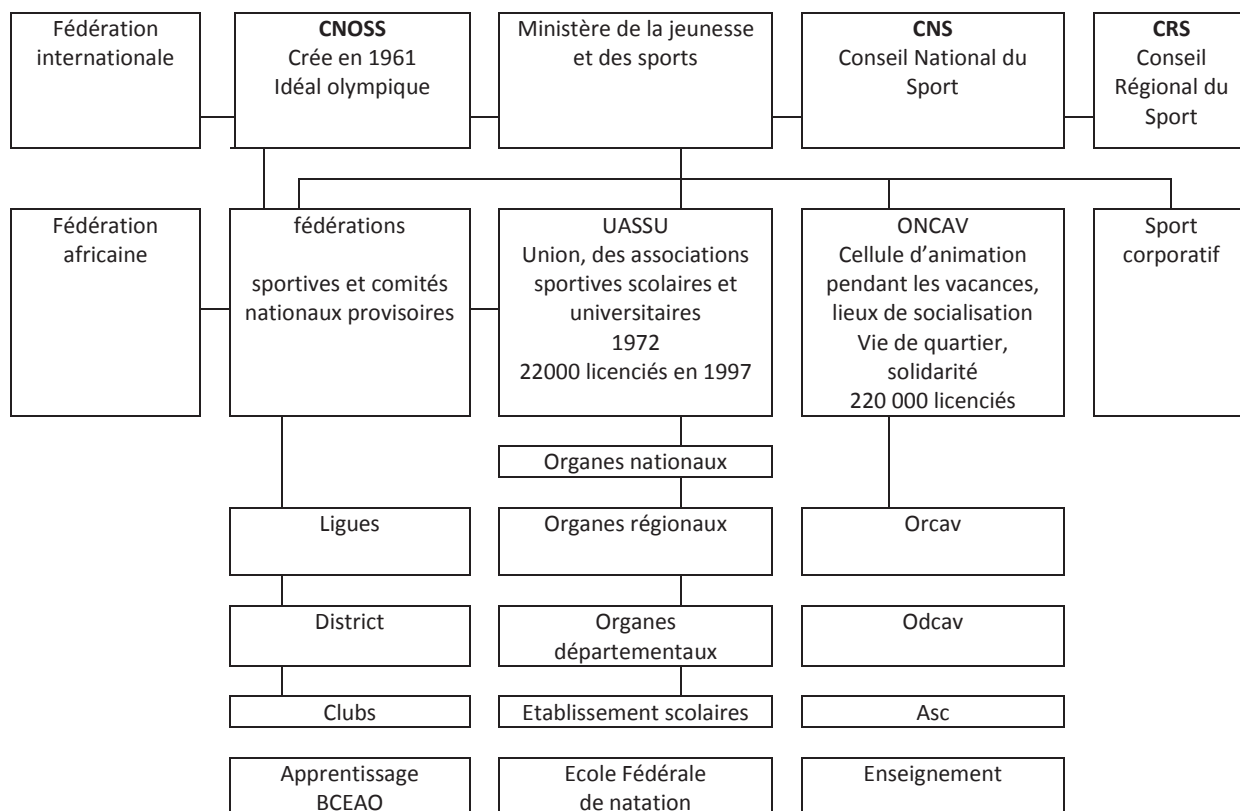 Fédération
internationale
CNOSS
Crée en 1961
Idéal olympique
Ministère de la jeunesse
et des sports
CNS
Conseil National du
Sport
CRS
Conseil
Régional du
Sport
Fédération
africaine
fédérations
sportives et comités
nationaux provisoires
UASSU
Union, des associations
sportives scolaires et
universitaires
1972
22000 licenciés en 1997
ONCAV
Cellule d’animation
pendant les vacances,
lieux de socialisation
Vie de quartier,
solidarité
220 000 licenciés
Sport
corporatif
Organes nationaux
Ligues
Organes régionaux
Orcav
District
Organes
départementaux
Odcav
Clubs
Etablissement scolaires
Asc
Apprentissage
BCEAO
Ecole Fédérale
de natation
Enseignement